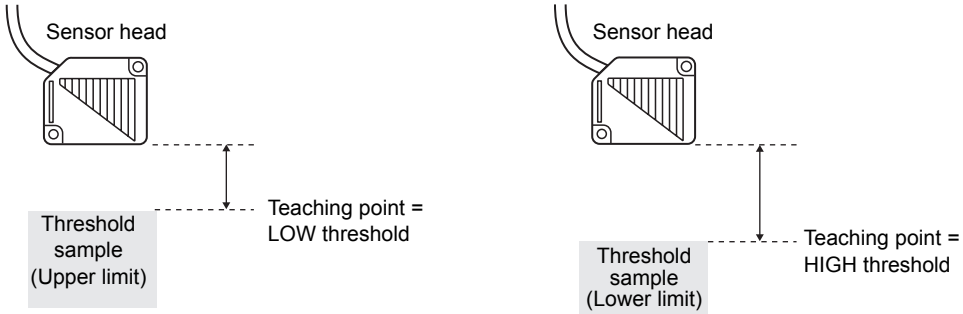 Sensor head
Teaching point =
LOW threshold
Threshold
sample
(Upper limit)
Sensor head
Teaching point =
HIGH threshold
Threshold
sample
(Lower limit)